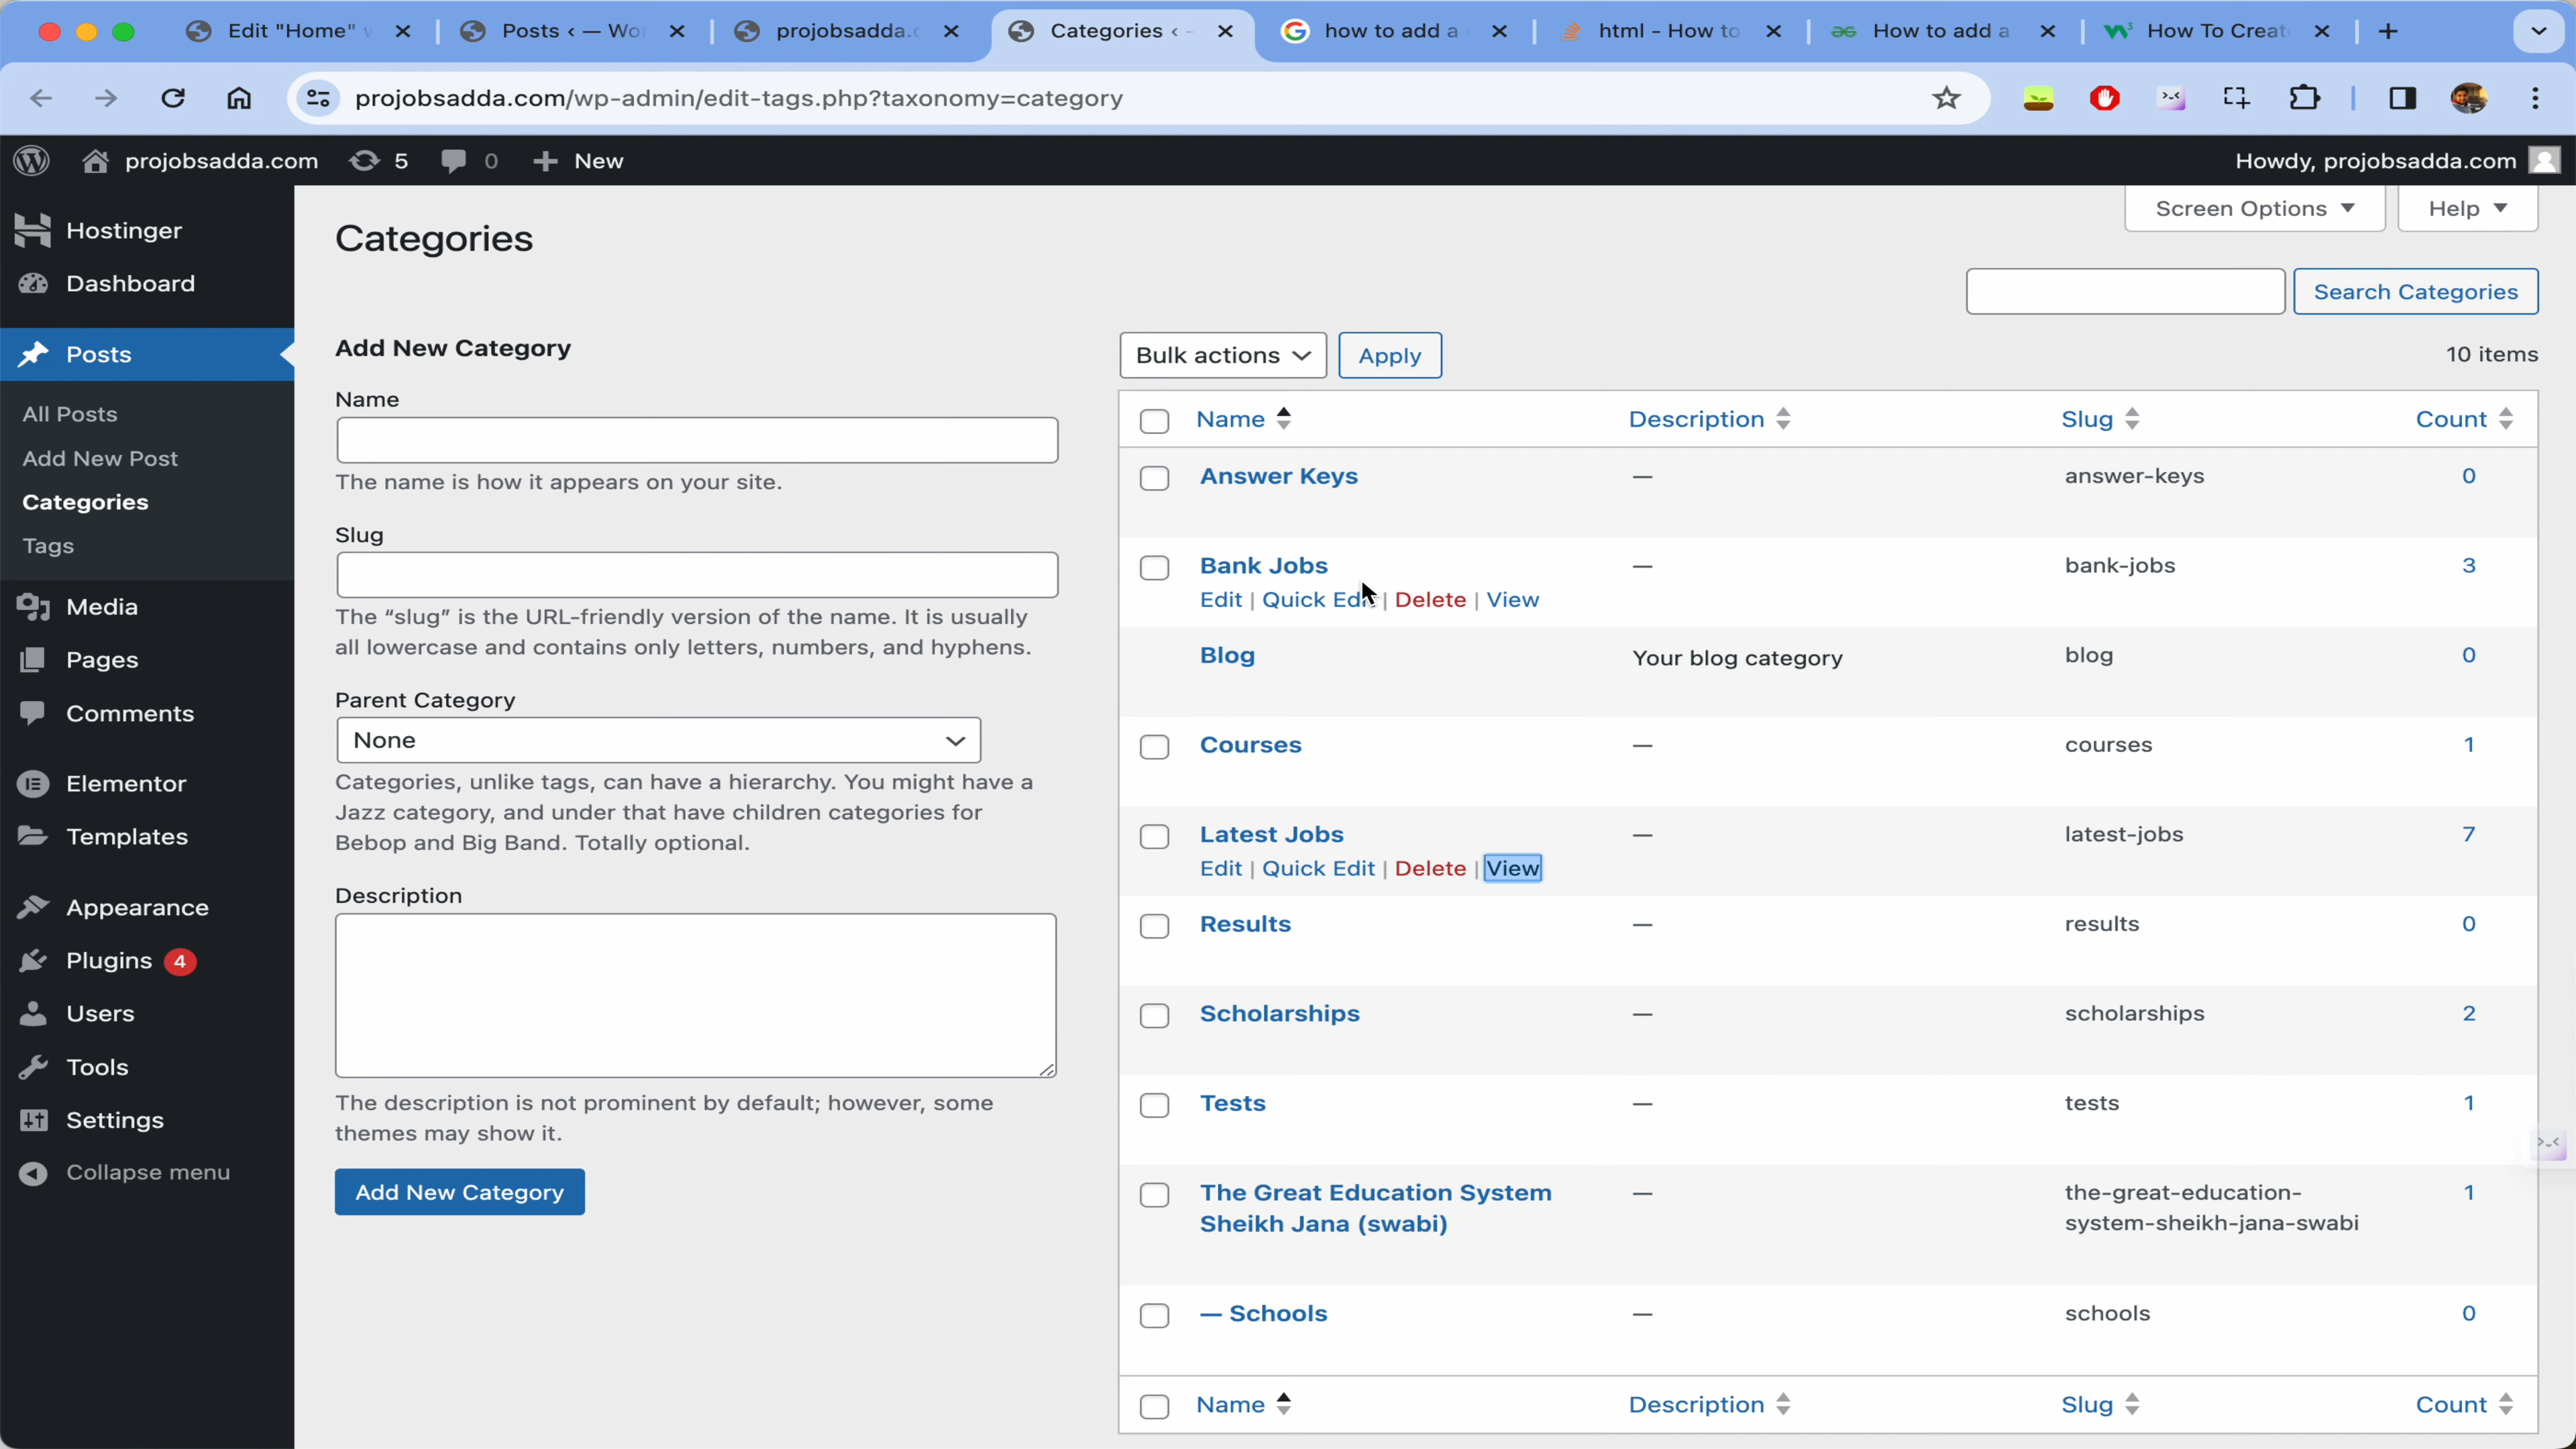 Edit "Home"
Posts ‹ — Wo
projobsadda.c
Categories ‹
how to add a
html - How to
How to add a
How To Creat
projobsadda.com/wp-admin/edit-tags.php?taxonomy=category
projobsadda.com 5 0 New
Howdy, projobsadda.com
Hostinger
Dashboard
Posts
All Posts
Add New Post
Categories
Tags
Media
Pages
Comments
Elementor
Templates
Appearance
Plugins 4
Users
Tools
Settings
Collapse menu
Screen Options
Help
Categories
Search Categories
Add New Category
Name
The name is how it appears on your site.
Slug
The “slug” is the URL-friendly version of the name. It is usually
all lowercase and contains only letters, numbers, and hyphens.
Parent Category
None
Categories, unlike tags, can have a hierarchy. You might have a
Jazz category, and under that have children categories for
Bebop and Big Band. Totally optional.
Description
The description is not prominent by default; however, some
themes may show it.
Add New Category
Bulk actions Apply 10 items
Name Description Slug Count
Answer Keys — answer-keys 0
Bank Jobs — bank-jobs 3
Edit | Quick Edit | Delete | View
Blog Your blog category blog 0
Courses — courses 1
Latest Jobs — latest-jobs 7
Edit | Quick Edit | Delete | View
Results — results 0
Scholarships — scholarships 2
Tests — tests 1
The Great Education System — the-great-education- 1
Sheikh Jana (swabi) system-sheikh-jana-swabi
— Schools — schools 0
Name Description Slug Count